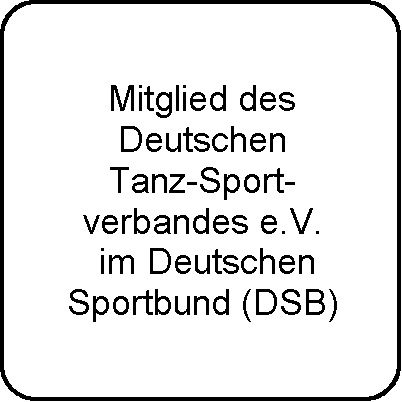 Mitglied des
Deutschen
Tanz-Sport-
verbandes e.V.
im Deutschen
Sportbund (DSB)